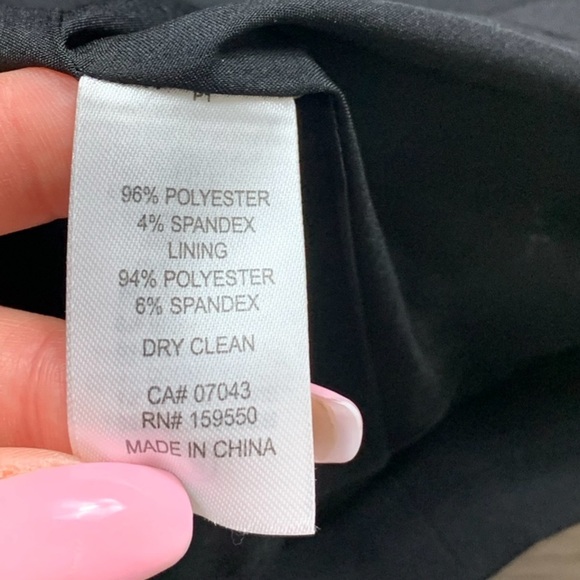 96% POLYESTER
4% SPANDEX
LINING
94% POLYESTER
6% SPANDEX
DRY CLEAN
CA# 07043
RN# 159550
MADE IN CHINA